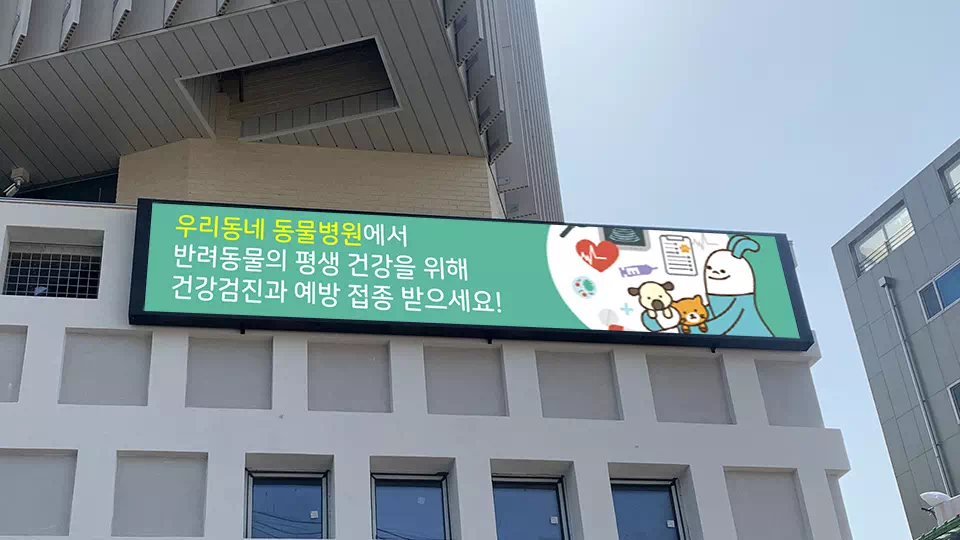 우리동네 동물병원에서
반려동물의 평생 건강을 위해
건강검진과 예방 접종 받으세요!